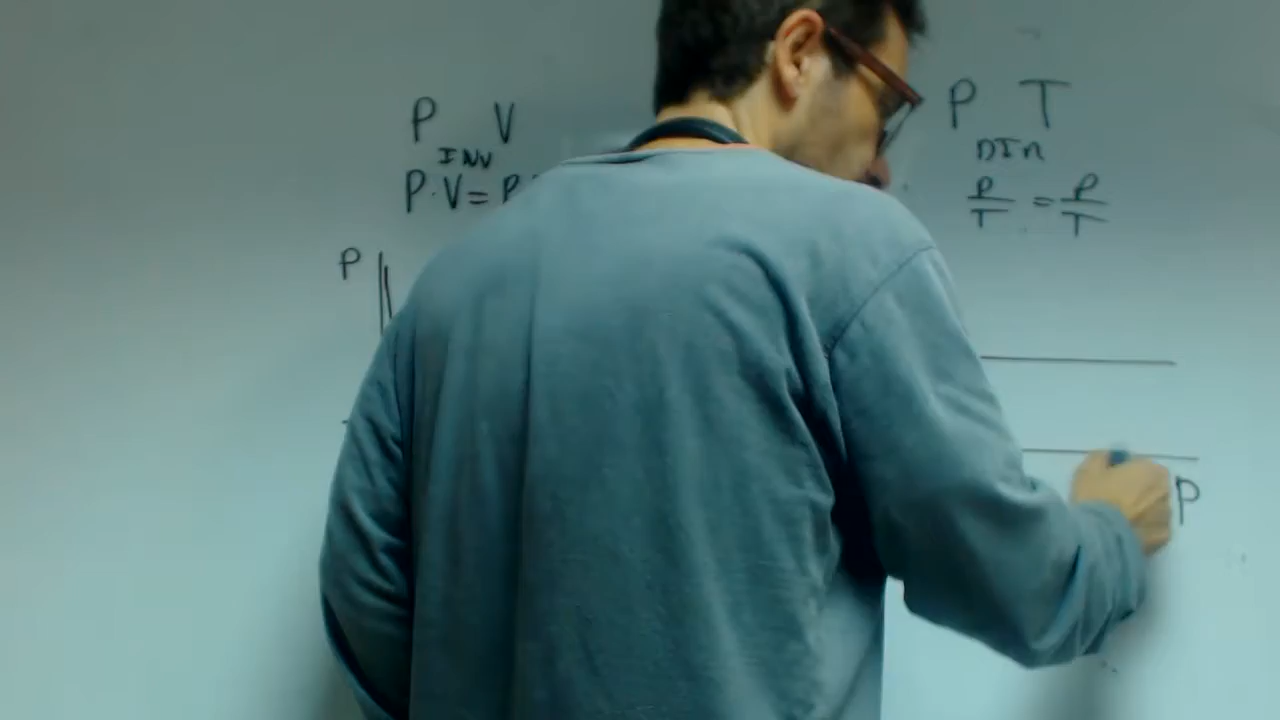 P V
INV
P·V=P
P
P T
DIR
P/T = P/T
P